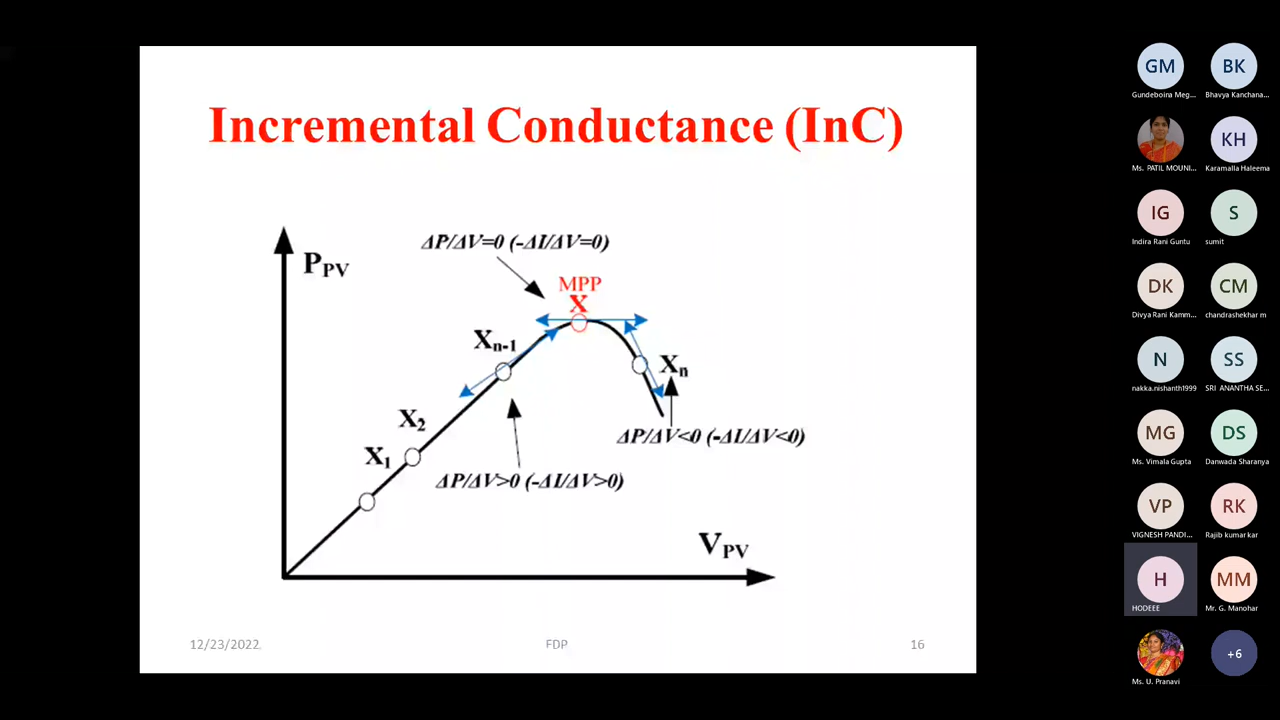 Incremental Conductance (InC)
ΔP/ΔV=0 (-ΔI/ΔV=0)
PPV
MPP
X
Xn-1
Xn
X2
ΔP/ΔV<0 (-ΔI/ΔV<0)
X1
ΔP/ΔV>0 (-ΔI/ΔV>0)
VPV
12/23/2022
FDP
16
GM
BK
Gundeboina Meg...
Bhavya Kanchana...
KH
Ms. PATIL MOUNI...
Karamalla Haleema
IG
S
Indira Rani Guntu
sumit
DK
CM
Divya Rani Kamm...
chandrashekhar m
N
SS
nakka.nishanth1999
SRI ANANTHA SE...
MG
DS
Ms. Vimala Gupta
Danwada Sharanya
VP
RK
VIGNESH PANDI...
Rajib kumar kar
H
MM
HODEEE
Mr. G. Manohar
+6
Ms. U. Pranavi